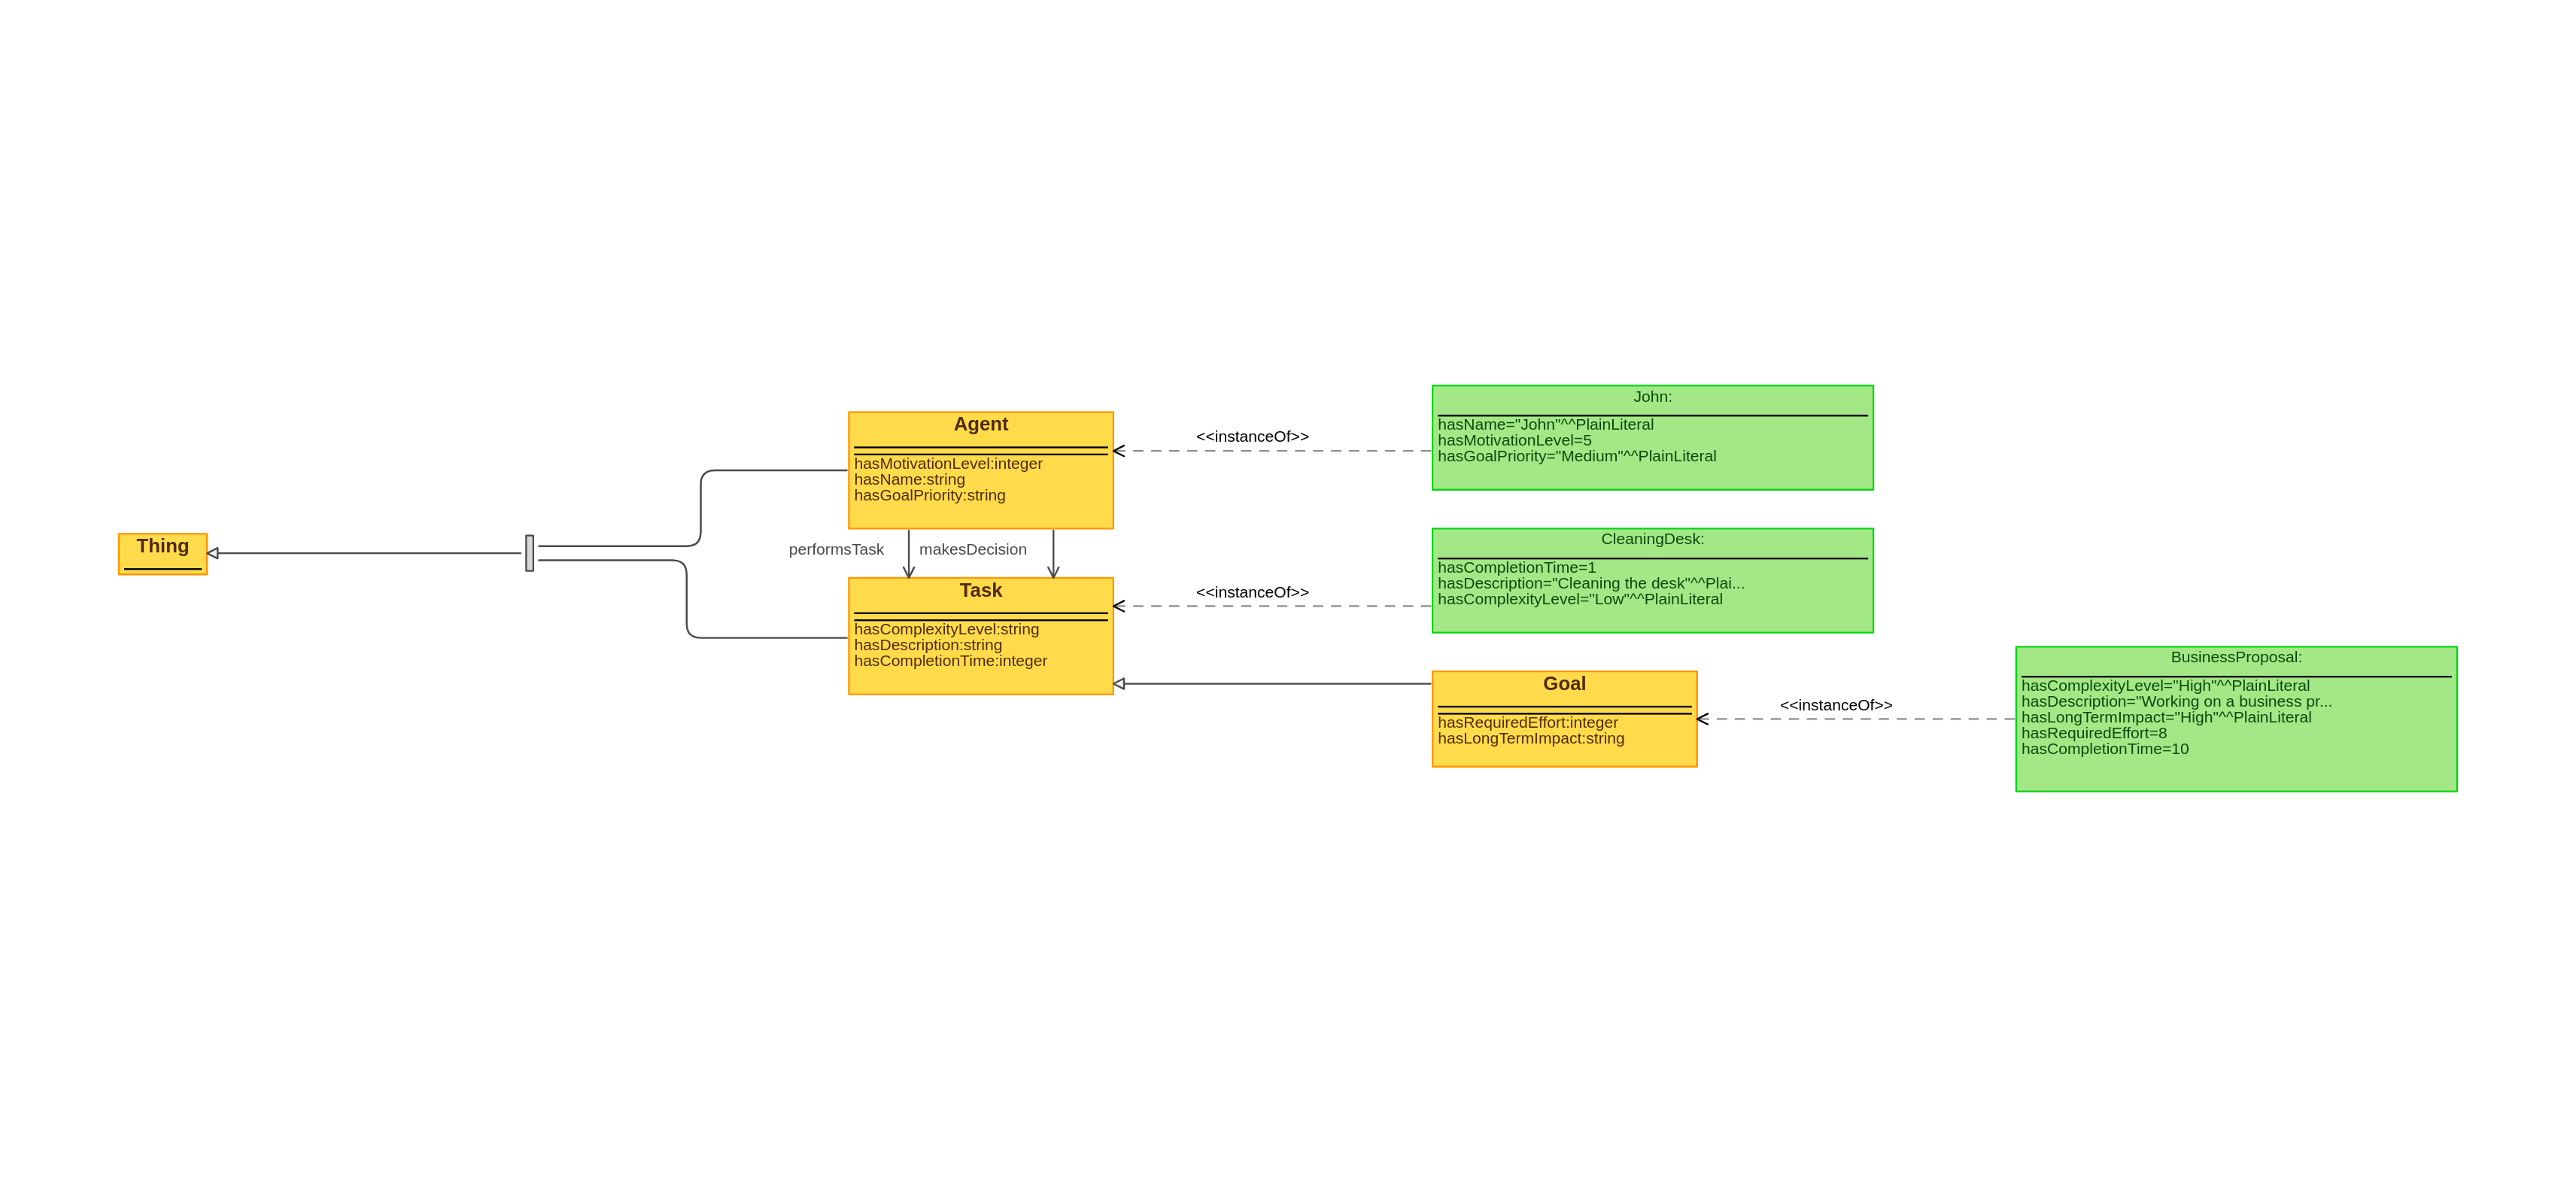 Thing
Agent
hasMotivationLevel:integer
hasName:string
hasGoalPriority:string
performsTask
makesDecision
Task
hasComplexityLevel:string
hasDescription:string
hasCompletionTime:integer
<<instanceOf>>
John:
hasName="John"^^PlainLiteral
hasMotivationLevel=5
hasGoalPriority="Medium"^^PlainLiteral
<<instanceOf>>
CleaningDesk:
hasCompletionTime=1
hasDescription="Cleaning the desk"^^Plai...
hasComplexityLevel="Low"^^PlainLiteral
Goal
hasRequiredEffort:integer
hasLongTermImpact:string
<<instanceOf>>
BusinessProposal:
hasComplexityLevel="High"^^PlainLiteral
hasDescription="Working on a business pr...
hasLongTermImpact="High"^^PlainLiteral
hasRequiredEffort=8
hasCompletionTime=10